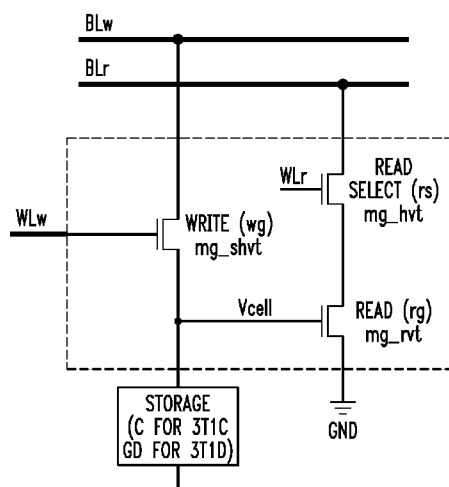 BLw
BLr
WLr
READ
SELECT (rs)
mg_hvt
WLw
WRITE (wg)
mg_shvt
Vcell
READ (rg)
mg_rvt
STORAGE
(C FOR 3T1C
GD FOR 3T1D)
GND